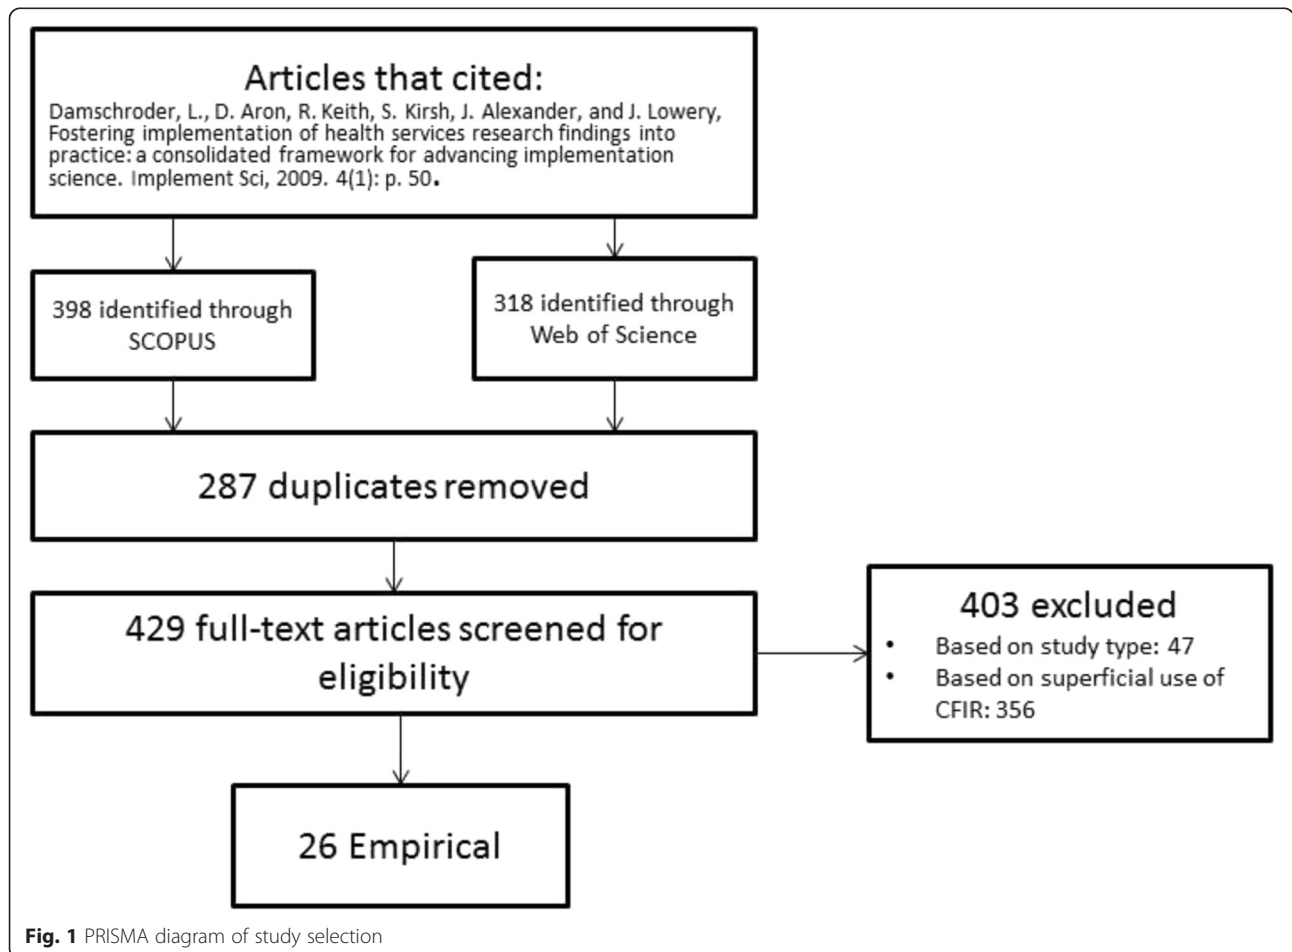 Articles that cited:
Damschroder, L., D. Aron, R. Keith, S. Kirsh, J. Alexander, and J. Lowery,
Fostering implementation of health services research findings into
practice: a consolidated framework for advancing implementation
science. Implement Sci, 2009. 4(1): p. 50.
398 identified through
SCOPUS
318 identified through
Web of Science
287 duplicates removed
429 full-text articles screened for
eligibility
403 excluded
• Based on study type: 47
• Based on superficial use of
CFIR: 356
26 Empirical
Fig. 1 PRISMA diagram of study selection